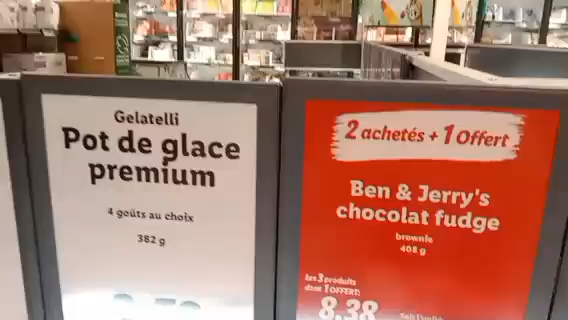 Gelatelli
Pot de glace
premium
4 goûts au choix
382 g
2 achetés + 1 Offert
Ben & Jerry's
chocolat fudge
brownie
408 g
Les 3 produits
dont 1 OFFERT:
8.38